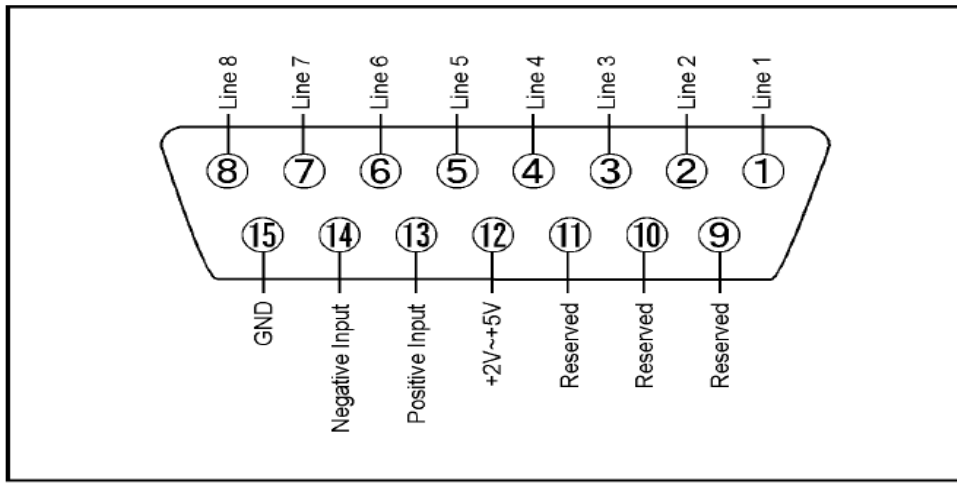 Line 8
Line 7
Line 6
Line 5
Line 4
Line 3
Line 2
Line 1
8
7
6
5
4
3
2
1
15
14
13
12
11
10
9
GND
Negative Input
Positive Input
+2V~+5V
Reserved
Reserved
Reserved